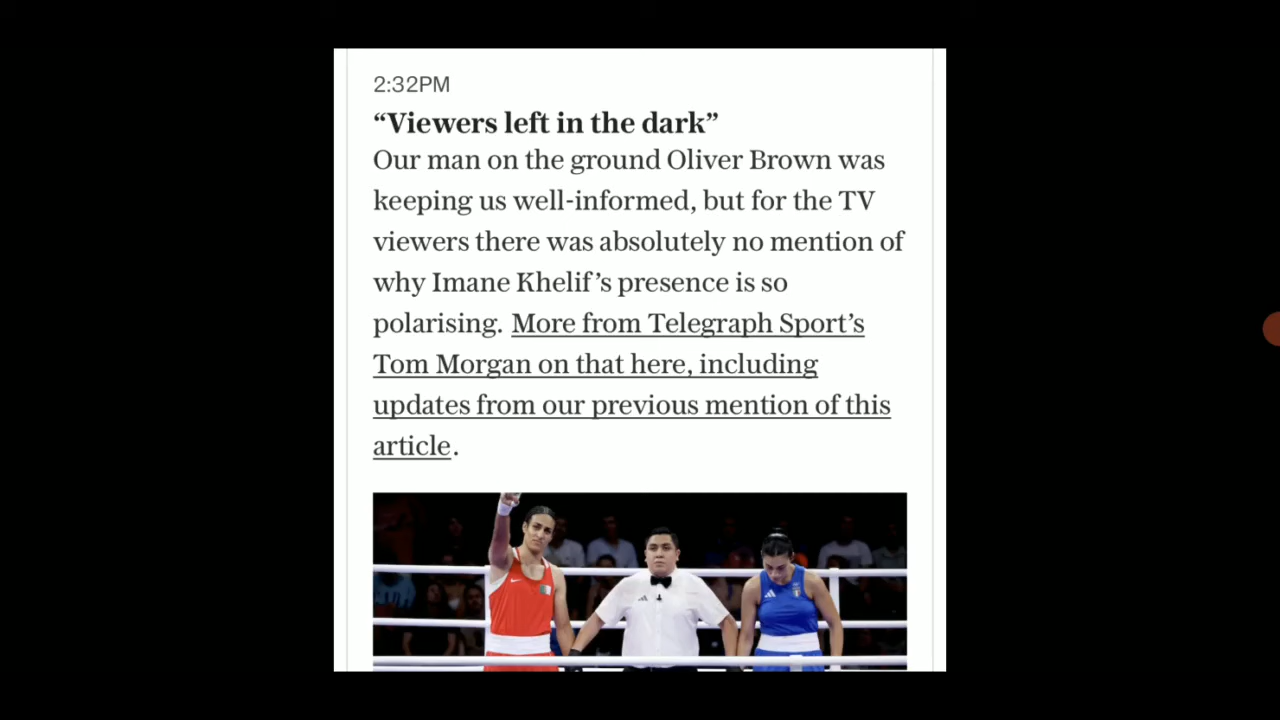 2:32PM
“Viewers left in the dark”
Our man on the ground Oliver Brown was
keeping us well-informed, but for the TV
viewers there was absolutely no mention of
why Imane Khelif’s presence is so
polarising. More from Telegraph Sport’s
Tom Morgan on that here, including
updates from our previous mention of this
article.